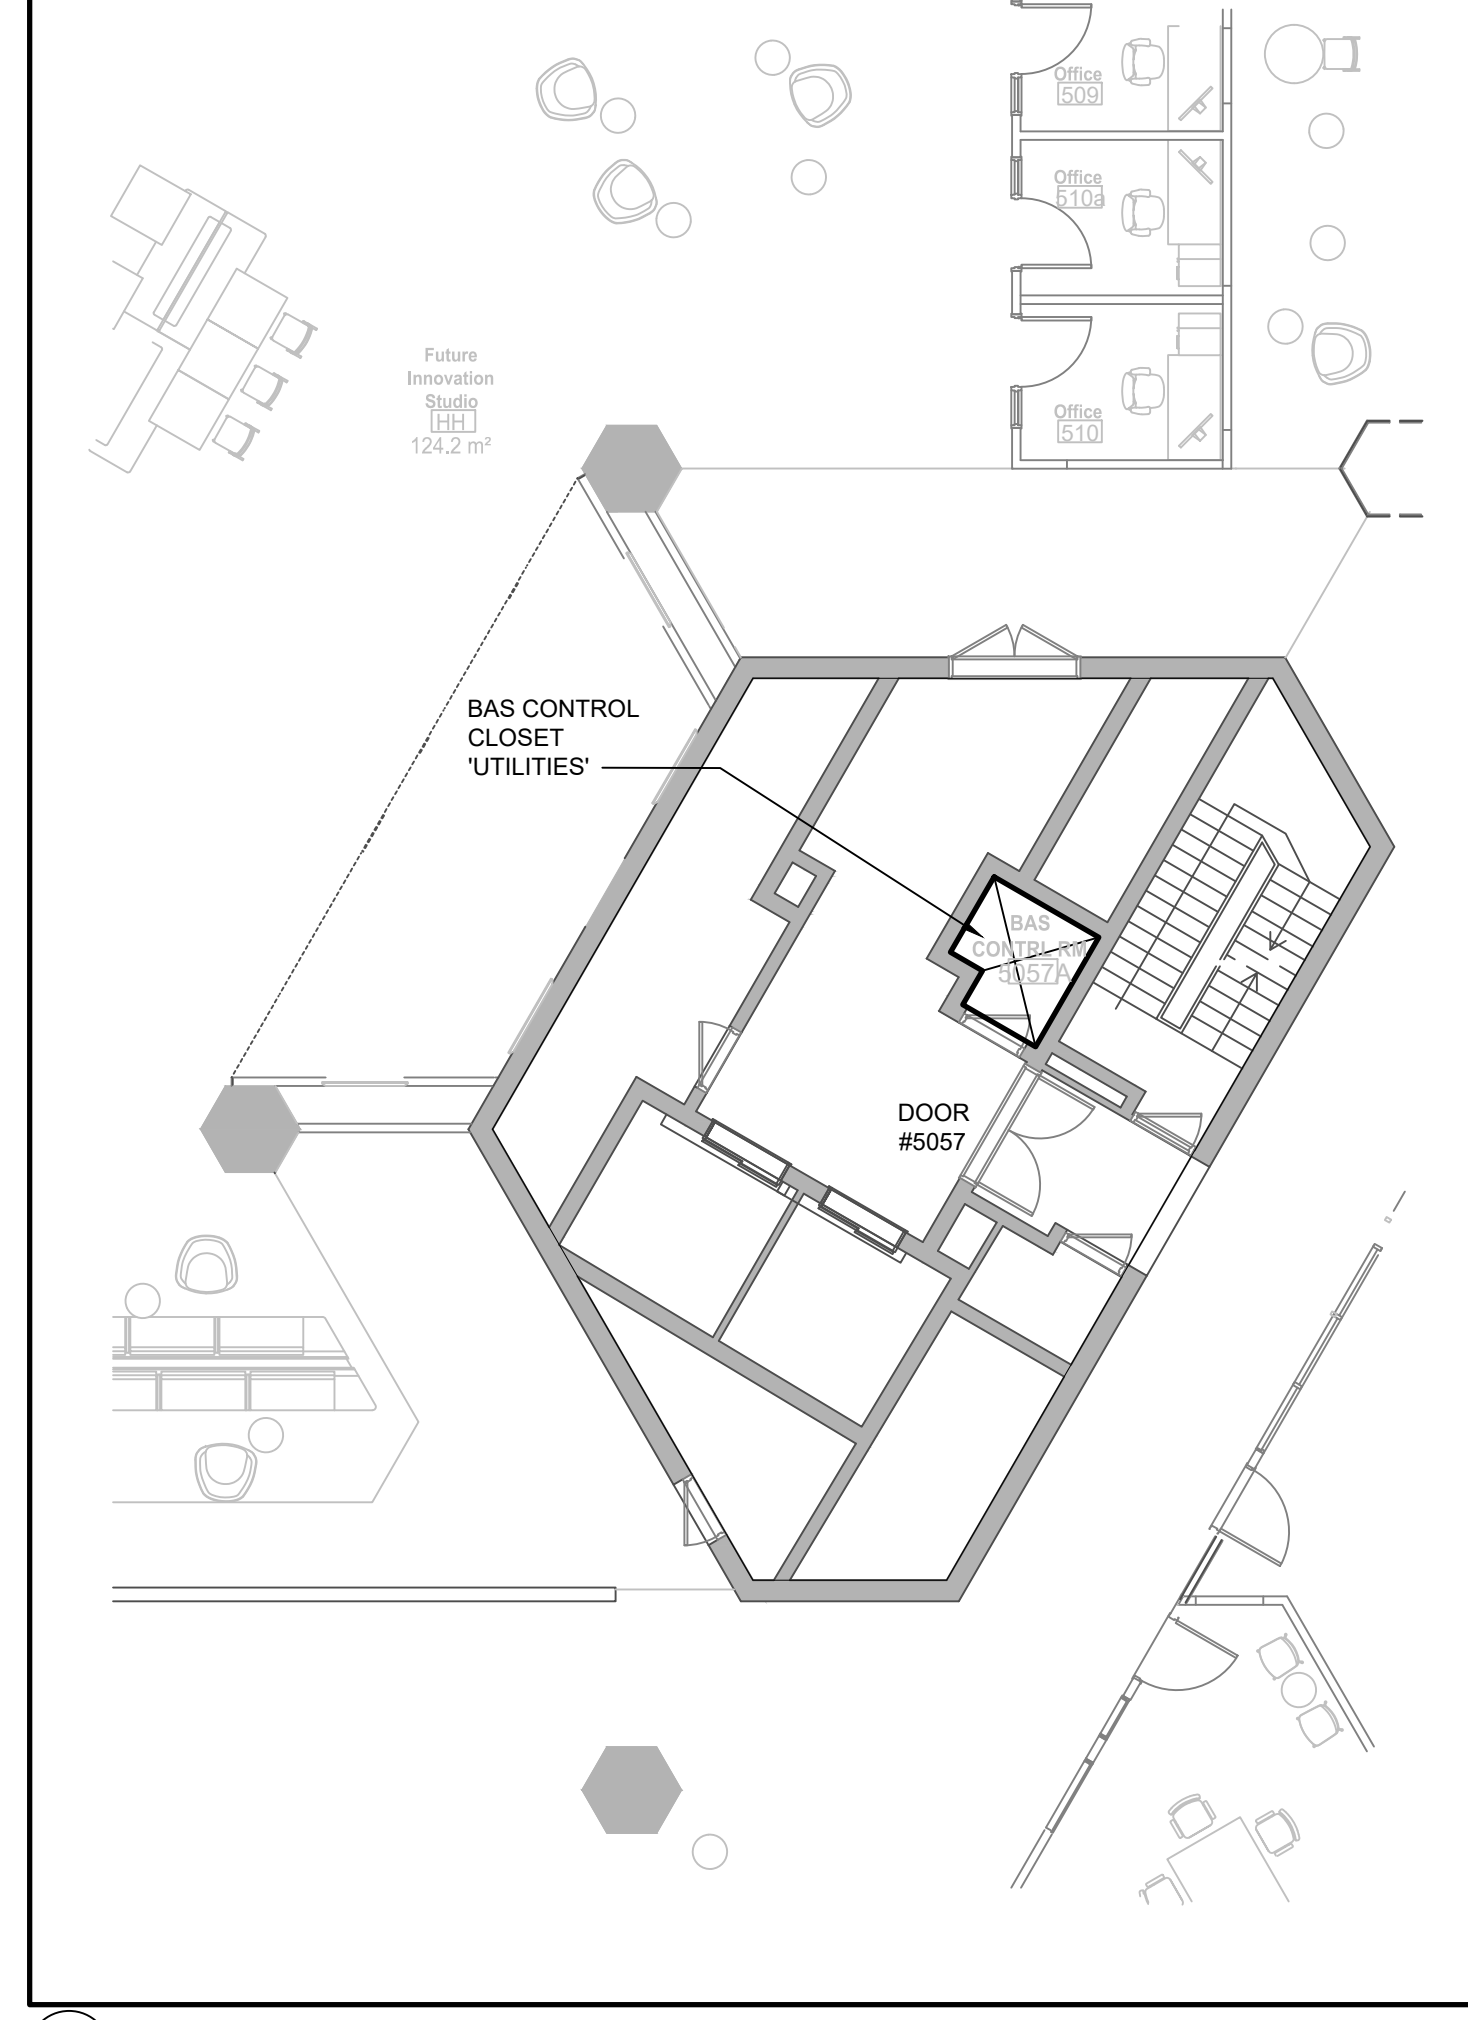 Office
509
Office
510a
Office
510
Future
Innovation
Studio
HH
124.2 m²
BAS CONTROL
CLOSET
'UTILITIES'
BAS
CONTRL RM
5057A
DOOR
#5057